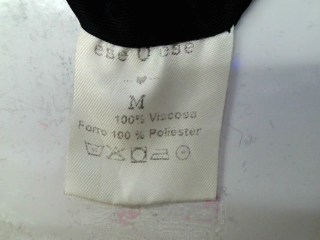 ese O ese
M
100% Viscosa
Forro 100 % Poliester